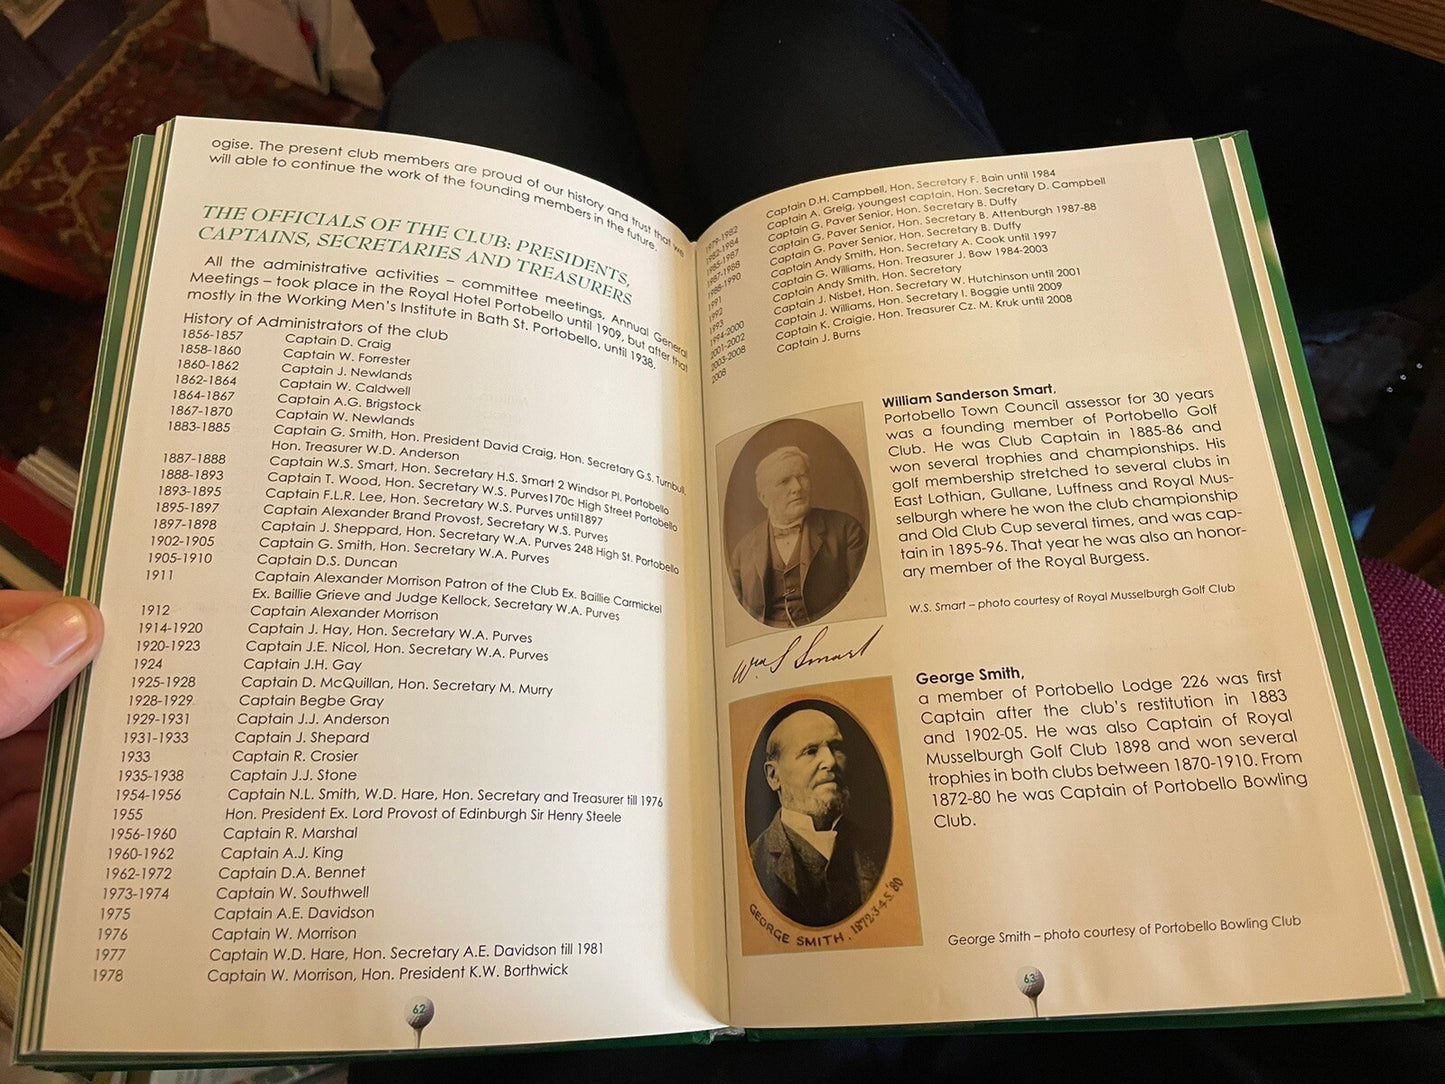 ogise. The present club members are proud of our history and trust that we
will able to continue the work of the founding members in the future.
THE OFFICIALS OF THE CLUB: PRESIDENTS,
CAPTAINS, SECRETARIES AND TREASURERS
All the administrative activities – committee meetings, Annual General
Meetings – took place in the Royal Hotel Portobello until 1909, but after that
mostly in the Working Men's Institute in Bath St. Portobello, until 1938.
History of Administrators of the club
1856-1857 Captain D. Craig
1858-1860 Captain W. Forrester
1860-1862 Captain J. Newlands
1862-1864 Captain W. Caldwell
1864-1867 Captain A.G. Brigstock
1867-1870 Captain W. Newlands
1883-1885 Captain G. Smith, Hon. President David Craig, Hon. Secretary G.S. Turnbull,
Hon. Treasurer W.D. Anderson
1887-1888 Captain W.S. Smart, Hon. Secretary H.S. Smart 2 Windsor Pl. Portobello
1888-1893 Captain T. Wood, Hon. Secretary W.S. Purves170c High Street Portobello
1893-1895 Captain F.L.R. Lee, Hon. Secretary W.S. Purves until1897
1895-1897 Captain Alexander Brand Provost, Secretary W.S. Purves
1897-1898 Captain J. Sheppard, Hon. Secretary W.A. Purves 248 High St. Portobello
1902-1905 Captain G. Smith, Hon. Secretary W.A. Purves
1905-1910 Captain D.S. Duncan
1911 Captain Alexander Morrison Patron of the Club Ex. Baillie Carmickel
Ex. Baillie Grieve and Judge Kellock, Secretary W.A. Purves
1912 Captain Alexander Morrison
1914-1920 Captain J. Hay, Hon. Secretary W.A. Purves
1920-1923 Captain J.E. Nicol, Hon. Secretary W.A. Purves
1924 Captain J.H. Gay
1925-1928 Captain D. McQuillan, Hon. Secretary M. Murry
1928-1929 Captain Begbe Gray
1929-1931 Captain J.J. Anderson
1931-1933 Captain J. Shepard
1933 Captain R. Crosier
1935-1938 Captain J.J. Stone
1954-1956 Captain N.L. Smith, W.D. Hare, Hon. Secretary and Treasurer till 1976
1955 Hon. President Ex. Lord Provost of Edinburgh Sir Henry Steele
1956-1960 Captain R. Marshal
1960-1962 Captain A.J. King
1962-1972 Captain D.A. Bennet
1973-1974 Captain W. Southwell
1975 Captain A.E. Davidson
1976 Captain W. Morrison
1977 Captain W.D. Hare, Hon. Secretary A.E. Davidson till 1981
1978 Captain W. Morrison, Hon. President K.W. Borthwick
62
1979-1982 Captain D.H. Campbell, Hon. Secretary F. Bain until 1984
1982-1984 Captain A. Greig, youngest captain, Hon. Secretary D. Campbell
1985-1987 Captain G. Paver Senior, Hon. Secretary B. Duffy
1987-1988 Captain G. Paver Senior, Hon. Secretary B. Attenburgh 1987-88
1988-1990 Captain G. Paver Senior, Hon. Secretary B. Duffy
1991 Captain Andy Smith, Hon. Secretary A. Cook until 1997
1992 Captain G. Williams, Hon. Treasurer J. Bow 1984-2003
1993 Captain Andy Smith, Hon. Secretary
1994-2000 Captain J. Nisbet, Hon. Secretary W. Hutchinson until 2001
2001-2002 Captain J. Williams, Hon. Secretary I. Boggie until 2009
2003-2008 Captain K. Craigie, Hon. Treasurer Cz. M. Kruk until 2008
2008 Captain J. Burns
William Sanderson Smart,
Portobello Town Council assessor for 30 years
was a founding member of Portobello Golf
Club. He was Club Captain in 1885-86 and
won several trophies and championships. His
golf membership stretched to several clubs in
East Lothian, Gullane, Luffness and Royal Mus-
selburgh where he won the club championship
and Old Club Cup several times, and was cap-
tain in 1895-96. That year he was also an honor-
ary member of the Royal Burgess.
W.S. Smart – photo courtesy of Royal Musselburgh Golf Club
Wm S Smart
George Smith,
a member of Portobello Lodge 226 was first
Captain after the club's restitution in 1883
and 1902-05. He was also Captain of Royal
Musselburgh Golf Club 1898 and won several
trophies in both clubs between 1870-1910. From
1872-80 he was Captain of Portobello Bowling
Club.
GEORGE SMITH. 1872·3·4·5·'80
George Smith – photo courtesy of Portobello Bowling Club
63